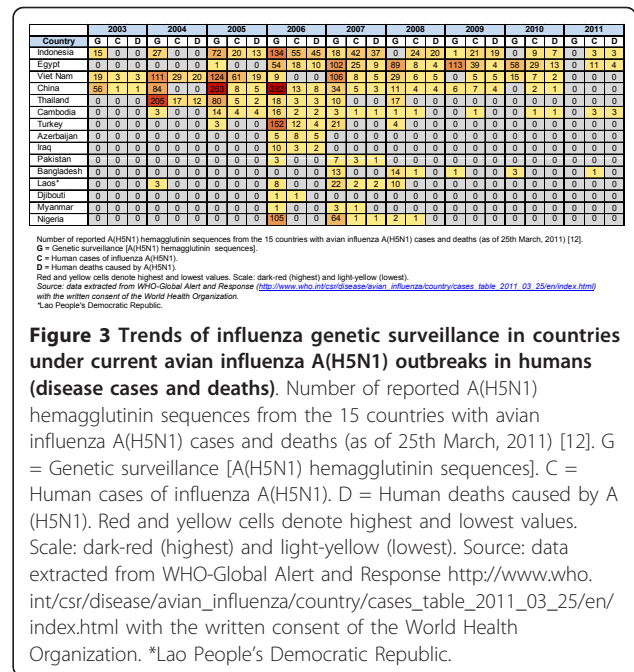 2003 2004 2005 2006 2007 2008 2009 2010 2011
Country G C D G C D G C D G C D G C D G C D G C D G C D G C D
Indonesia 15 0 0 27 0 0 72 20 13 134 55 45 18 42 37 0 24 20 1 21 19 0 9 7 0 3 3
Egypt 0 0 0 0 0 0 1 0 0 54 18 10 102 25 9 89 8 4 113 39 4 58 29 13 0 11 4
Viet Nam 19 3 3 111 29 20 124 61 19 9 0 0 106 8 5 29 6 5 0 5 5 15 7 2 0 0 0
China 56 1 1 84 0 0 263 8 5 282 13 8 34 5 3 11 4 4 5 7 4 10 2 1 0 0 0
Thailand 0 0 0 205 17 12 80 5 2 18 3 3 10 0 0 17 0 0 0 0 0 0 0 0 0 0 0
Cambodia 0 0 0 3 0 0 14 4 4 16 2 2 3 1 1 1 1 0 0 1 0 0 1 1 0 3 3
Turkey 0 0 0 0 0 0 3 0 0 152 12 4 21 0 0 4 0 0 0 0 0 0 0 0 0 0 0
Azerbaijan 0 0 0 0 0 0 0 0 0 5 8 5 0 0 0 0 0 0 0 0 0 0 0 0 0 0 0
Iraq 0 0 0 0 0 0 0 0 0 10 3 2 0 0 0 0 0 0 0 0 0 0 0 0 0 0 0
Pakistan 0 0 0 0 0 0 0 0 0 3 0 0 7 3 1 0 0 0 0 0 0 0 0 0 0 0 0
Bangladesh 0 0 0 0 0 0 0 0 0 0 0 0 13 0 0 14 1 0 1 0 0 3 0 0 0 1 0
Laos* 0 0 0 3 0 0 0 0 0 8 0 0 22 2 2 10 0 0 0 0 0 0 0 0 0 0 0
Djibouti 0 0 0 0 0 0 0 0 0 1 1 0 0 0 0 0 0 0 0 0 0 0 0 0 0 0 0
Myanmar 0 0 0 0 0 0 0 0 0 1 0 0 3 1 0 0 0 0 0 0 0 0 0 0 0 0 0
Nigeria 0 0 0 0 0 0 0 0 0 105 0 0 64 1 1 2 1 0 0 0 0 0 0 0 0 0 0
Number of reported A(H5N1) hemagglutinin sequences from the 15 countries with avian influenza A(H5N1) cases and deaths (as of 25th March, 2011) [12].
G = Genetic surveillance [A(H5N1) hemagglutinin sequences].
C = Human cases of influenza A(H5N1).
D = Human deaths caused by A(H5N1).
Red and yellow cells denote highest and lowest values. Scale: dark-red (highest) and light-yellow (lowest).
Source: data extracted from WHO-Global Alert and Response (http://www.who.int/csr/disease/avian_influenza/country/cases_table_2011_03_25/en/index.html)
with the written consent of the World Health Organization.
*Lao People's Democratic Republic.
Figure 3 Trends of influenza genetic surveillance in countries
under current avian influenza A(H5N1) outbreaks in humans
(disease cases and deaths). Number of reported A(H5N1)
hemagglutinin sequences from the 15 countries with avian
influenza A(H5N1) cases and deaths (as of 25th March, 2011) [12]. G
= Genetic surveillance [A(H5N1) hemagglutinin sequences]. C =
Human cases of influenza A(H5N1). D = Human deaths caused by A
(H5N1). Red and yellow cells denote highest and lowest values.
Scale: dark-red (highest) and light-yellow (lowest). Source: data
extracted from WHO-Global Alert and Response http://www.who.
int/csr/disease/avian_influenza/country/cases_table_2011_03_25/en/
index.html with the written consent of the World Health
Organization. *Lao People's Democratic Republic.